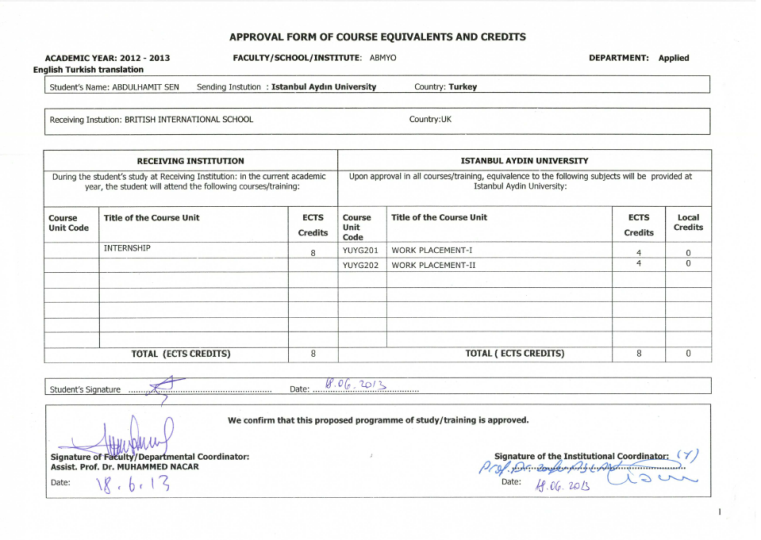 APPROVAL FORM OF COURSE EQUIVALENTS AND CREDITS
ACADEMIC YEAR: 2012 - 2013 FACULTY/SCHOOL/INSTITUTE: ABMYO DEPARTMENT: Applied
English Turkish translation
Student's Name: ABDULHAMIT SEN Sending Instution : Istanbul Aydın University Country: Turkey
Receiving Instution: BRITISH INTERNATIONAL SCHOOL Country:UK
RECEIVING INSTITUTION ISTANBUL AYDIN UNIVERSITY
During the student's study at Receiving Institution: in the current academic Upon approval in all courses/training, equivalence to the following subjects will be provided at
year, the student will attend the following courses/training: Istanbul Aydin University:
Course Title of the Course Unit ECTS Course Title of the Course Unit ECTS Local
Unit Code Credits Unit Credits Credits
Code
INTERNSHIP 8 YUYG201 WORK PLACEMENT-I 4 0
YUYG202 WORK PLACEMENT-II 4 0
TOTAL (ECTS CREDITS) 8 TOTAL ( ECTS CREDITS) 8 0
Student's Signature Date: 18.06.2013
We confirm that this proposed programme of study/training is approved.
Signature of Faculty/Departmental Coordinator: Signature of the Institutional Coordinator:
Assist. Prof. Dr. MUHAMMED NACAR Prof. Dr.
Date: 18.6.13 Date: 18.06.2013
1